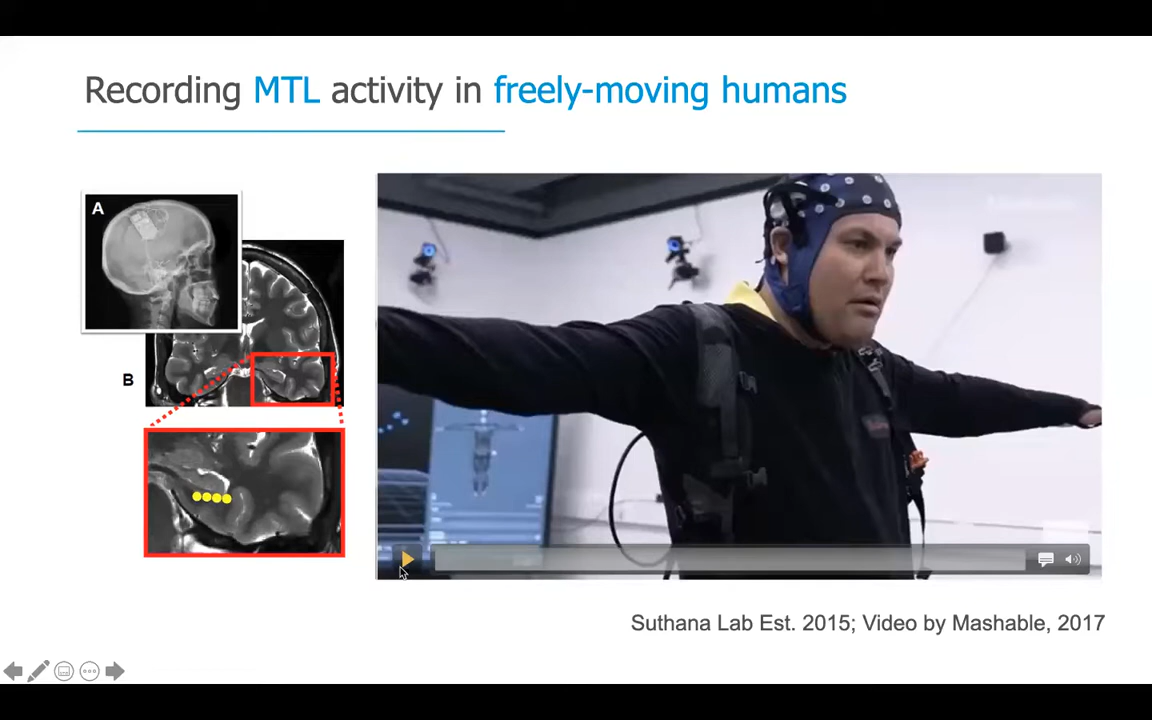 Recording MTL activity in freely-moving humans
A
B
Suthana Lab Est. 2015; Video by Mashable, 2017